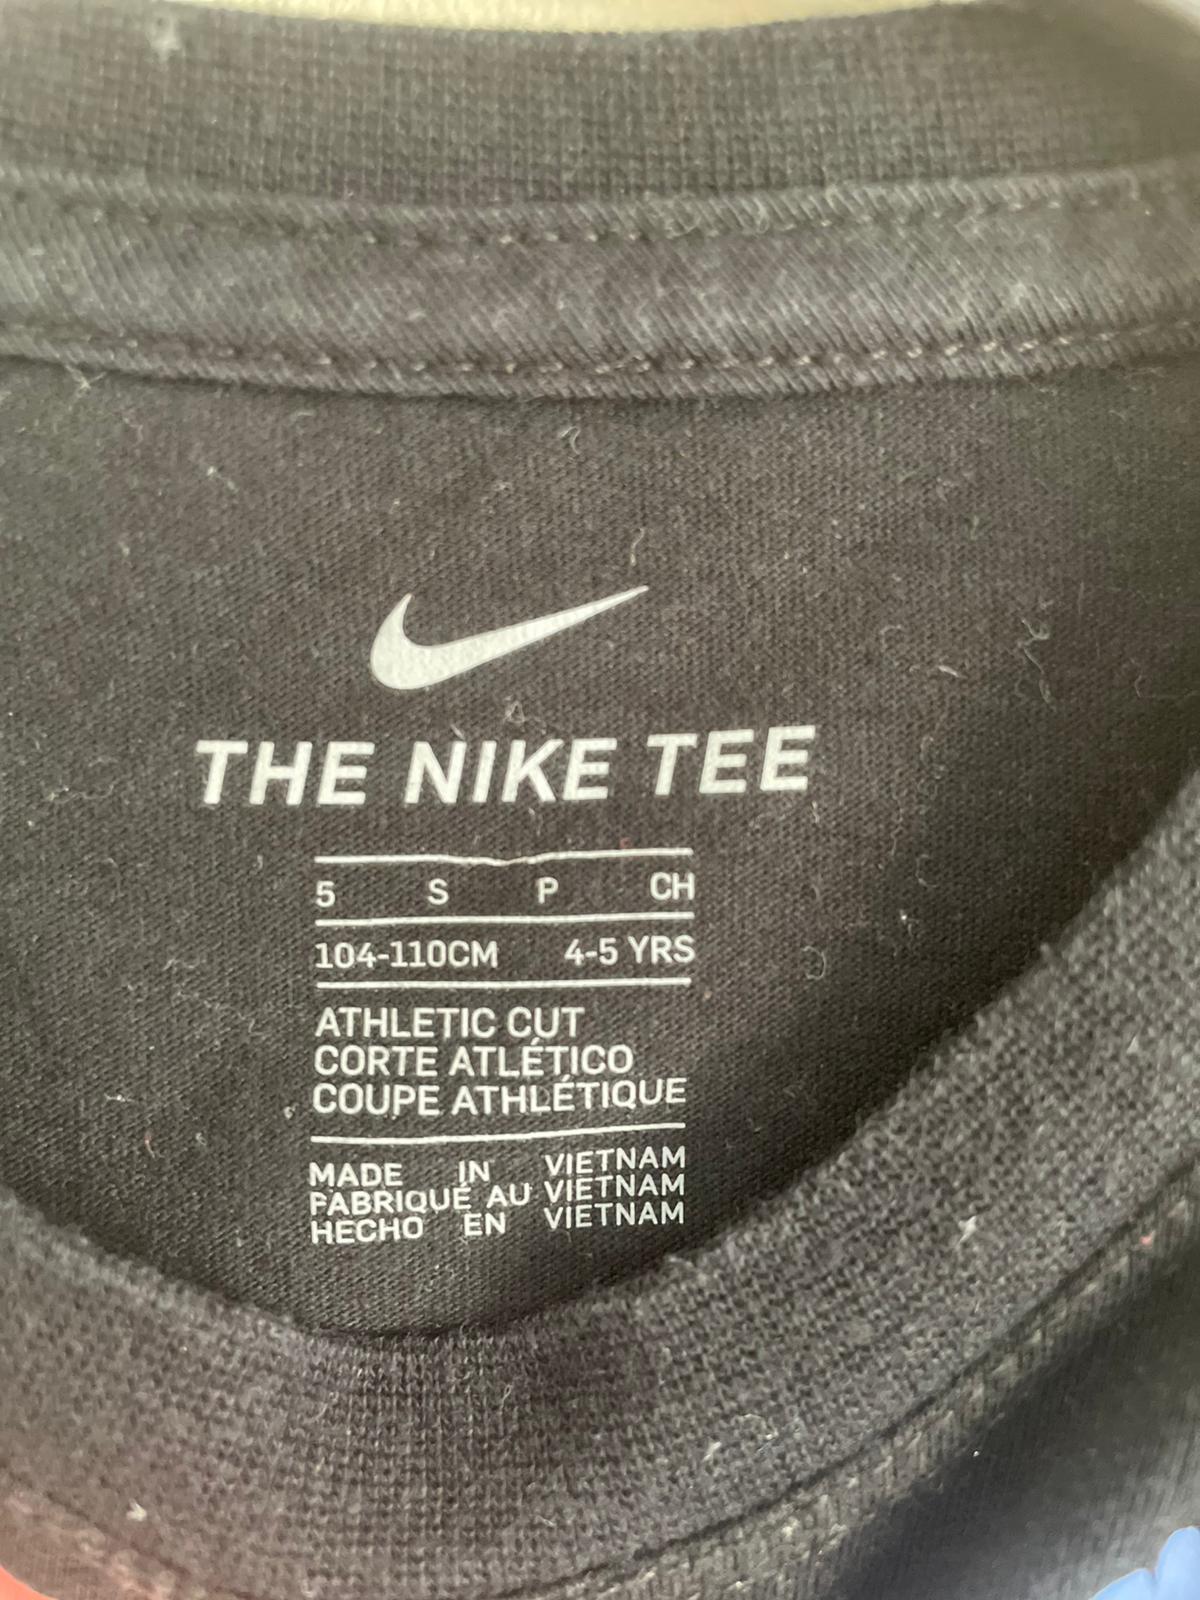 THE NIKE TEE
5 S P CH
104-110CM 4-5 YRS
ATHLETIC CUT
CORTE ATLÉTICO
COUPE ATHLÉTIQUE
MADE IN VIETNAM
FABRIQUÉ AU VIETNAM
HECHO EN VIETNAM